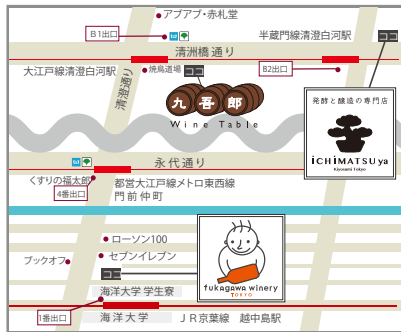 アブアブ・赤札堂
B1出口
半蔵門線清澄白河駅
ココ
清洲橋通り
大江戸線清澄白河駅
焼鳥道場
ココ
B2出口
清澄通り
九吾郎
Wine Table
発酵と醸造の専門店
iCHiMATSUya
Kiyosumi Tokyo
永代通り
くすりの福太郎
4番出口
都営大江戸線メトロ東西線
門前仲町
ローソン100
セブンイレブン
ブックオフ
ココ
fukagawa winery
TOKYO
海洋大学 学生寮
1番出口
海洋大学
JR京葉線 越中島駅